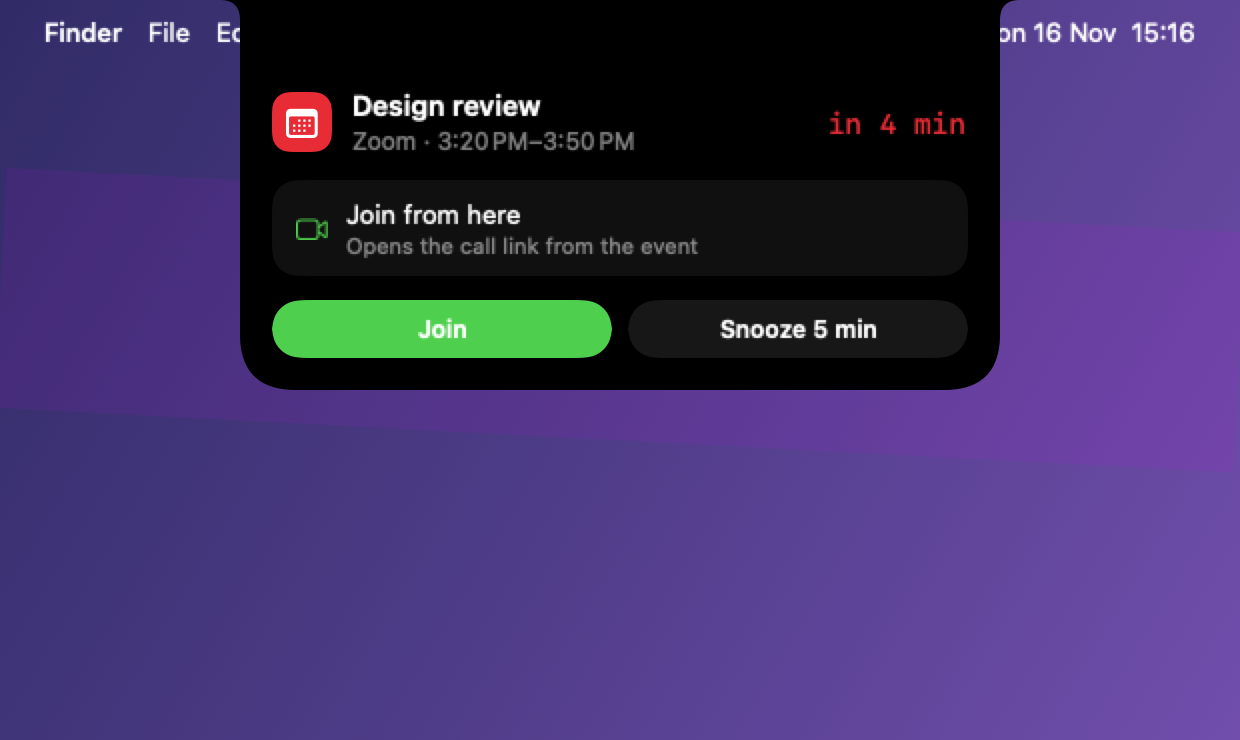 Finder File
16 Nov 15:16
Design review
Zoom · 3:20 PM–3:50 PM
in 4 min
Join from here
Opens the call link from the event
Join
Snooze 5 min